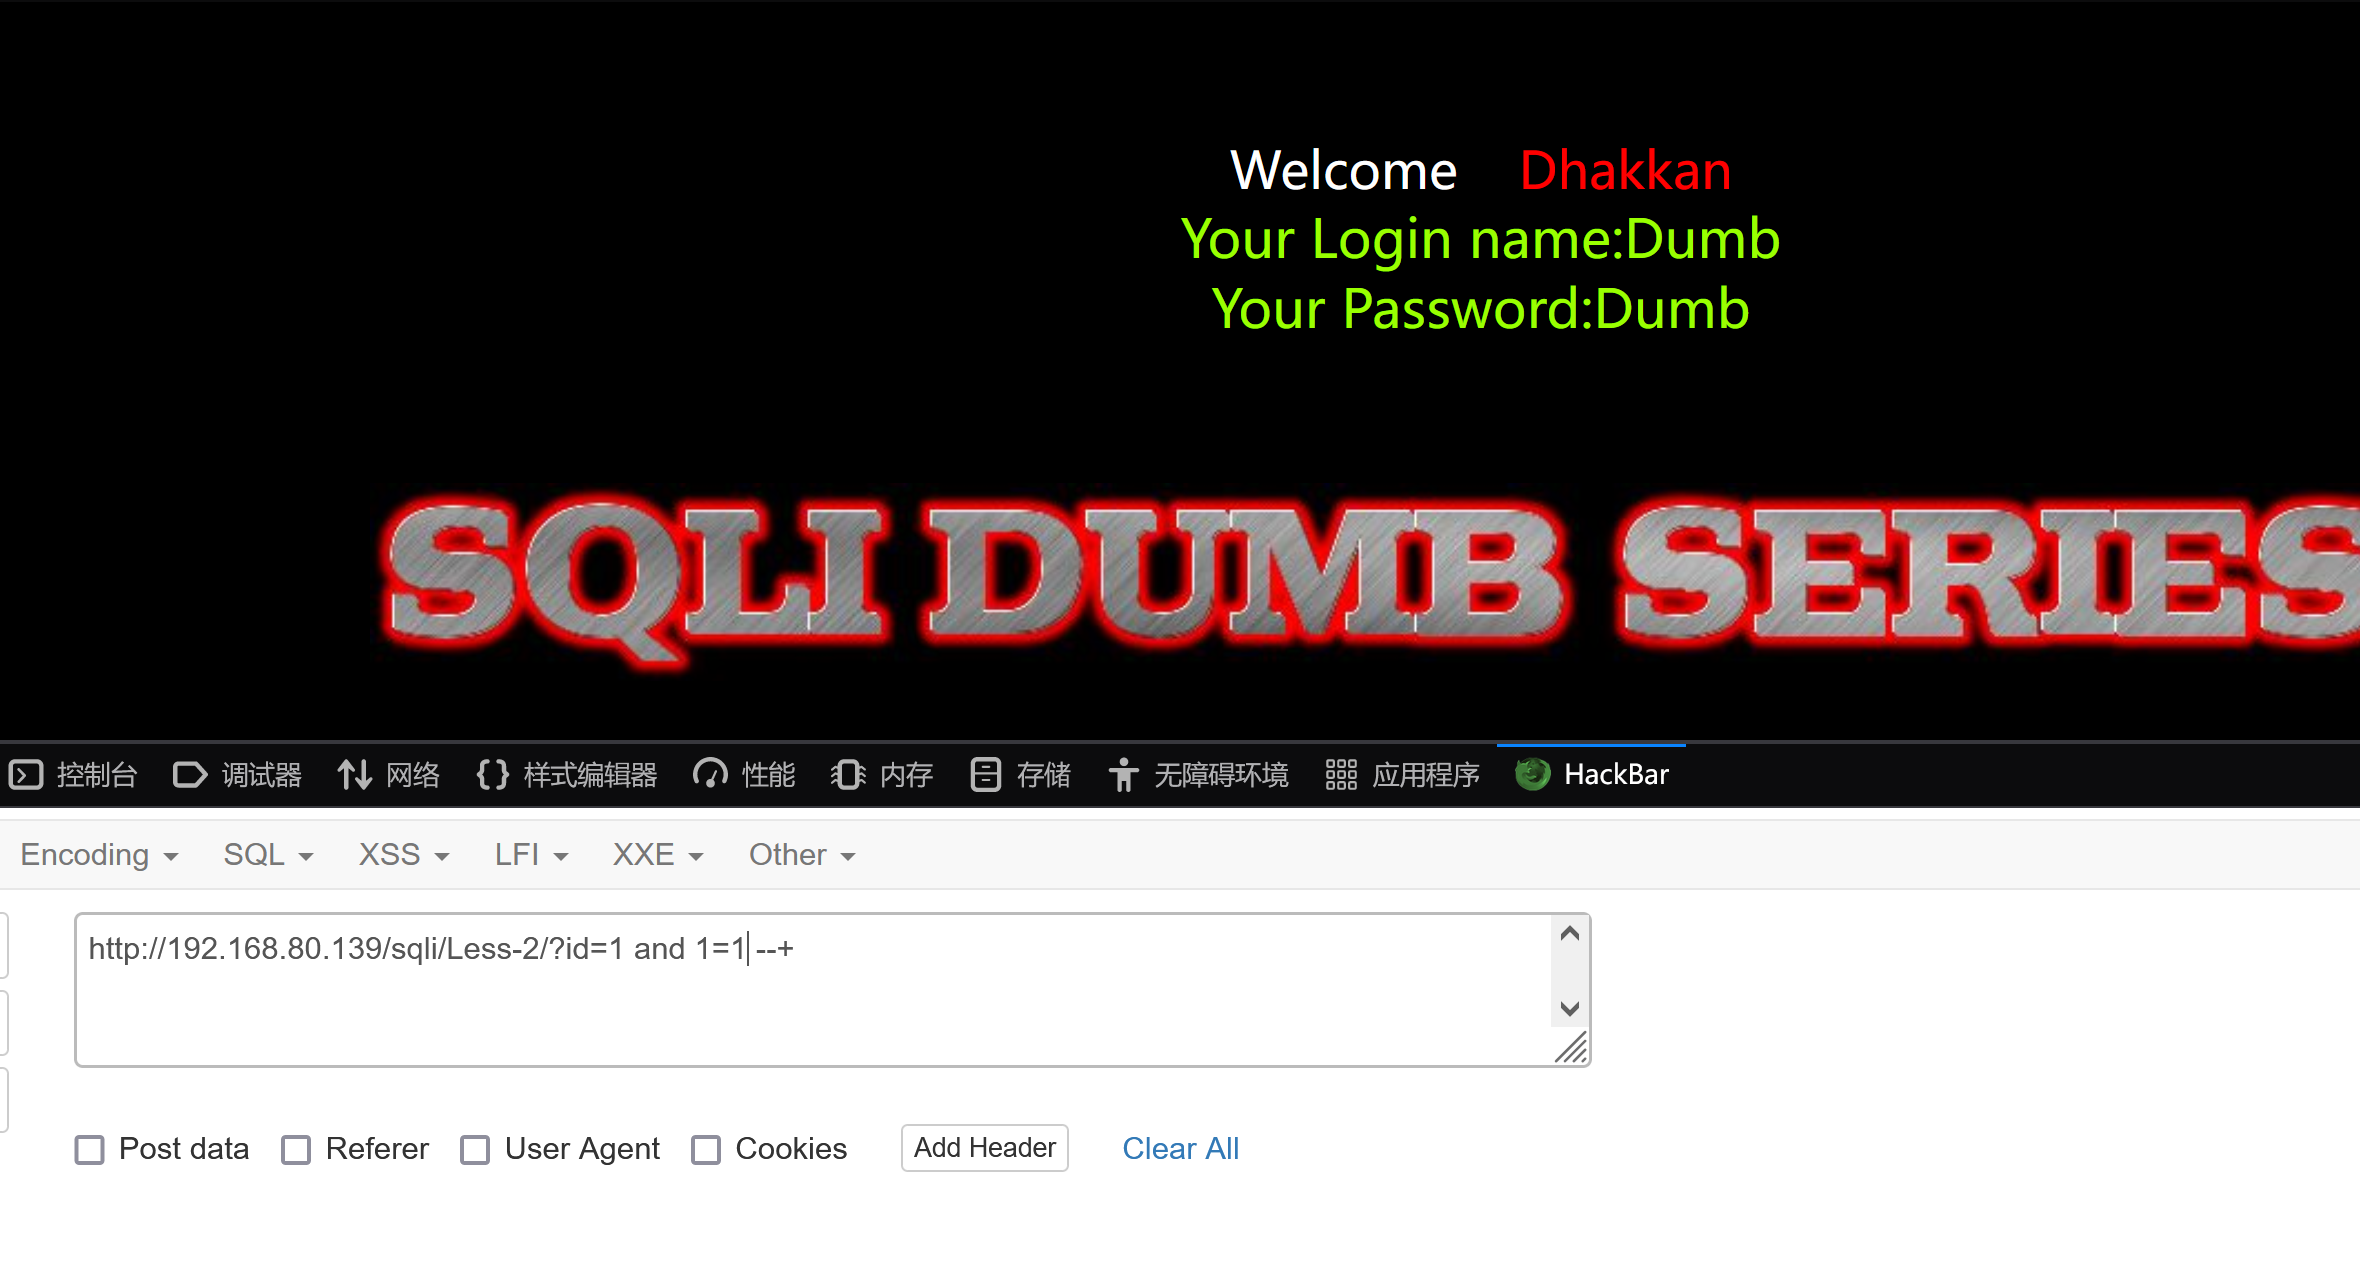 Welcome Dhakkan
Your Login name:Dumb
Your Password:Dumb
SQLI DUMB SERIES
控制台 调试器 网络 样式编辑器 性能 内存 存储 无障碍环境 应用程序 HackBar
Encoding SQL XSS LFI XXE Other
http://192.168.80.139/sqli/Less-2/?id=1 and 1=1 --+
Post data Referer User Agent Cookies Add Header Clear All